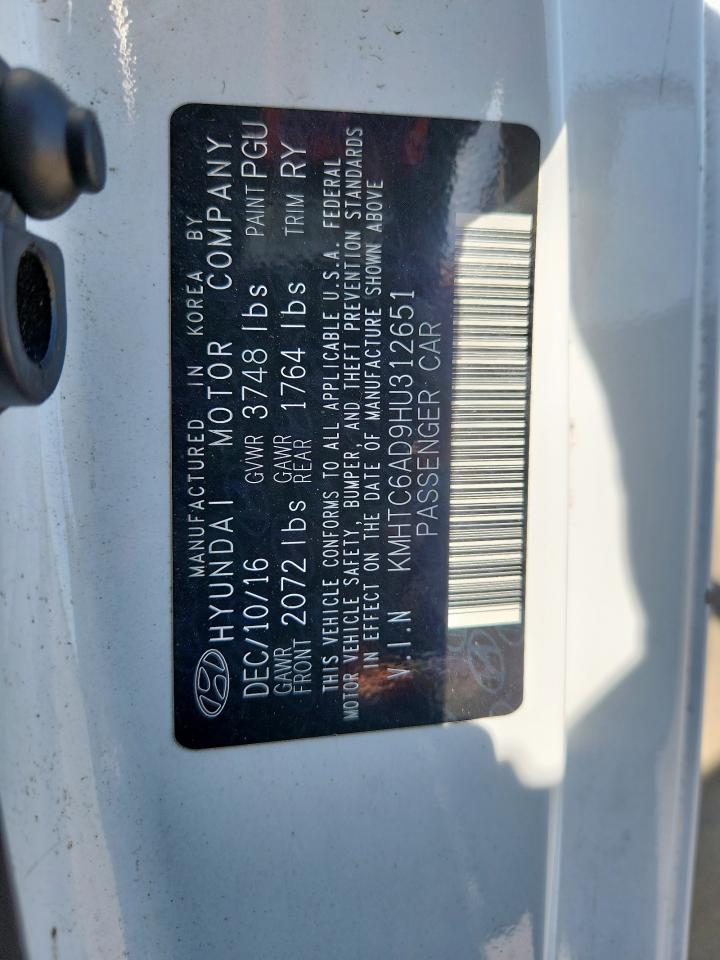 MANUFACTURED IN KOREA BY
HYUNDAI MOTOR COMPANY
DEC/10/16 GVWR 3748 lbs PAINT PGU
GAWR FRONT 2072 lbs GAWR REAR 1764 lbs TRIM RY
THIS VEHICLE CONFORMS TO ALL APPLICABLE U.S.A. FEDERAL
MOTOR VEHICLE SAFETY, BUMPER, AND THEFT PREVENTION STANDARDS
IN EFFECT ON THE DATE OF MANUFACTURE SHOWN ABOVE
V.I.N KMHTC6AD9HU312651
PASSENGER CAR